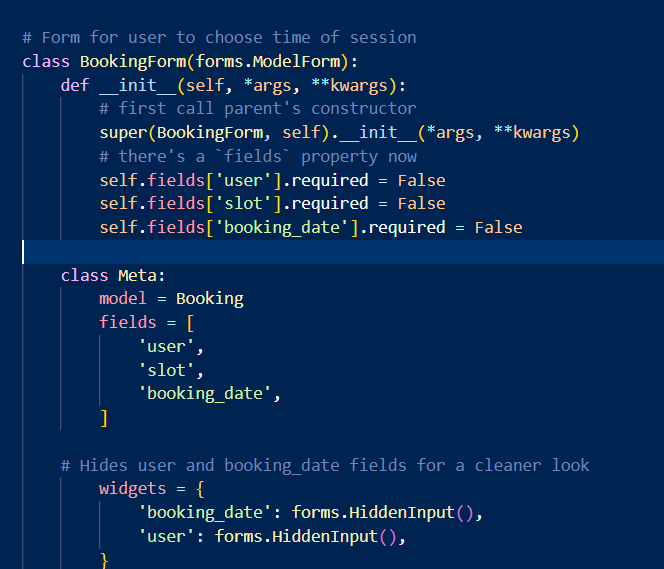 # Form for user to choose time of session
class BookingForm(forms.ModelForm):
    def __init__(self, *args, **kwargs):
        # first call parent's constructor
        super(BookingForm, self).__init__(*args, **kwargs)
        # there's a `fields` property now
        self.fields['user'].required = False
        self.fields['slot'].required = False
        self.fields['booking_date'].required = False
    class Meta:
        model = Booking
        fields = [
            'user',
            'slot',
            'booking_date',
        ]
    # Hides user and booking_date fields for a cleaner look
        widgets = {
            'booking_date': forms.HiddenInput(),
            'user': forms.HiddenInput(),
        }